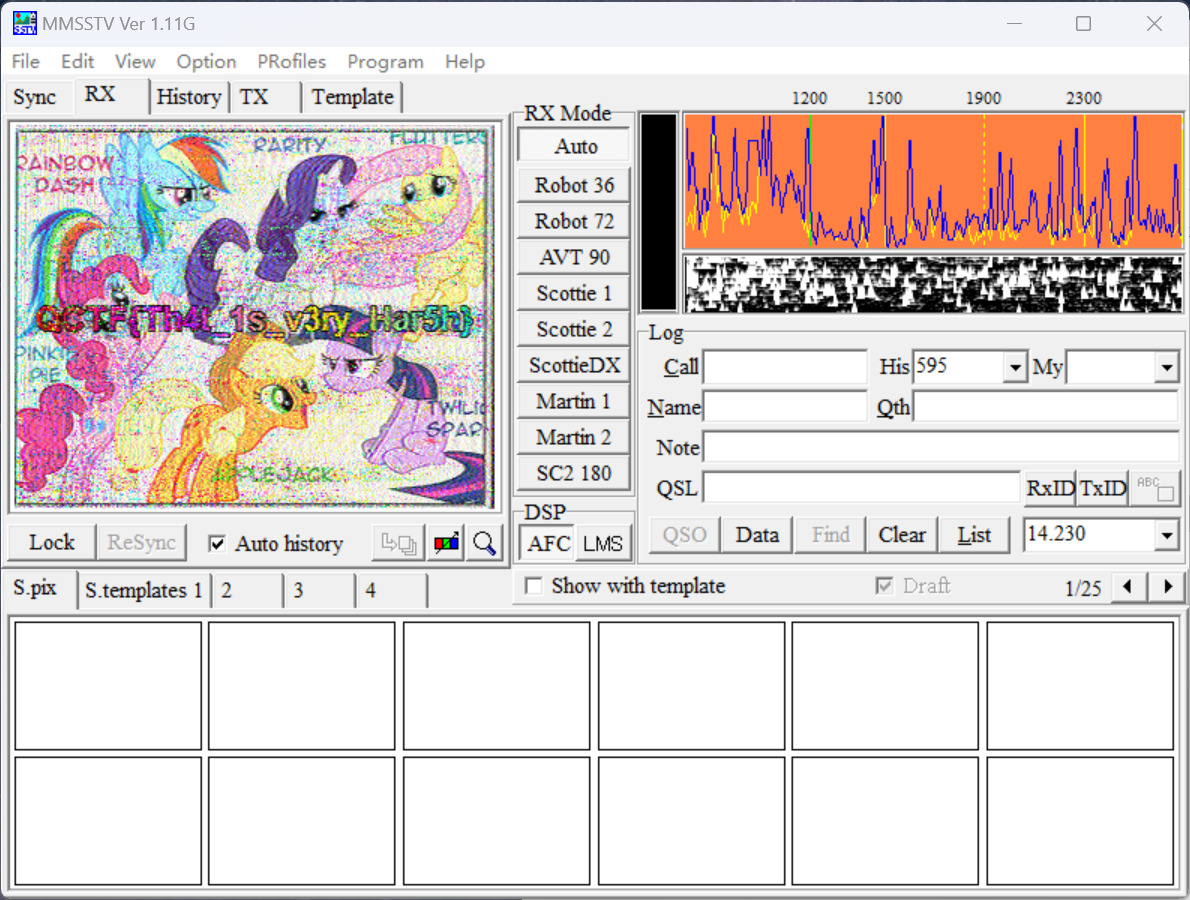 MMSSTV Ver 1.11G
File Edit View Option PRofiles Program Help
Sync RX History TX Template
RX Mode
Auto
Robot 36
Robot 72
AVT 90
Scottie 1
Scottie 2
ScottieDX
Martin 1
Martin 2
SC2 180
DSP
AFC LMS
RAINBOW
DASH
RARITY
FLUTTERS
PINKIE
PIE
TWILIG
SPAR
APPLEJACK
1200 1500 1900 2300
Log
Call His 595 My
Name Qth
Note
QSL RxID TxID ABC
QSO Data Find Clear List 14.230
Lock ReSync Auto history
Show with template Draft 1/25
S.pix S.templates 1 2 3 4